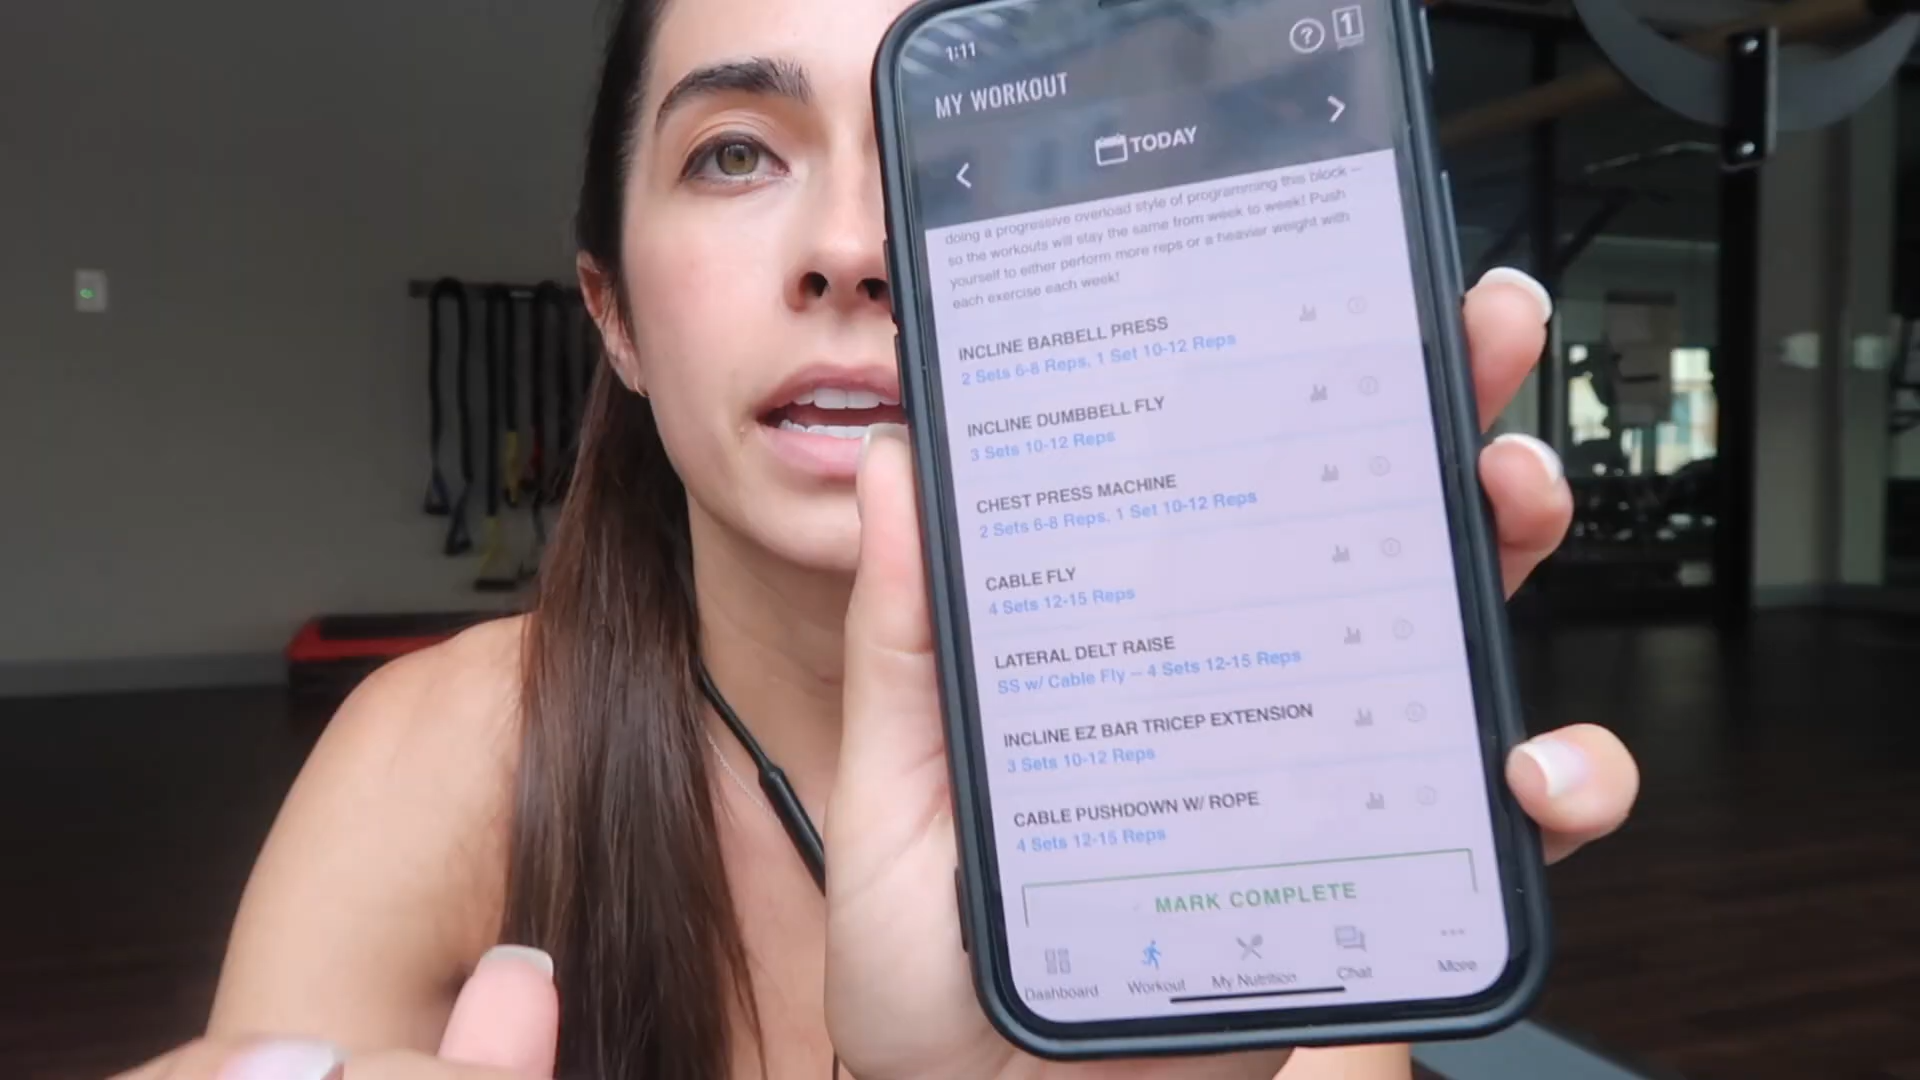 1:11
MY WORKOUT
TODAY
doing a progressive overload style of programming this block –
so the workouts will stay the same from week to week! Push
yourself to either perform more reps or a heavier weight with
each exercise each week!
INCLINE BARBELL PRESS
2 Sets 6-8 Reps, 1 Set 10-12 Reps
INCLINE DUMBBELL FLY
3 Sets 10-12 Reps
CHEST PRESS MACHINE
2 Sets 6-8 Reps, 1 Set 10-12 Reps
CABLE FLY
4 Sets 12-15 Reps
LATERAL DELT RAISE
SS w/ Cable Fly – 4 Sets 12-15 Reps
INCLINE EZ BAR TRICEP EXTENSION
3 Sets 10-12 Reps
CABLE PUSHDOWN W/ ROPE
4 Sets 12-15 Reps
MARK COMPLETE
Dashboard Workout My Nutrition Chat More